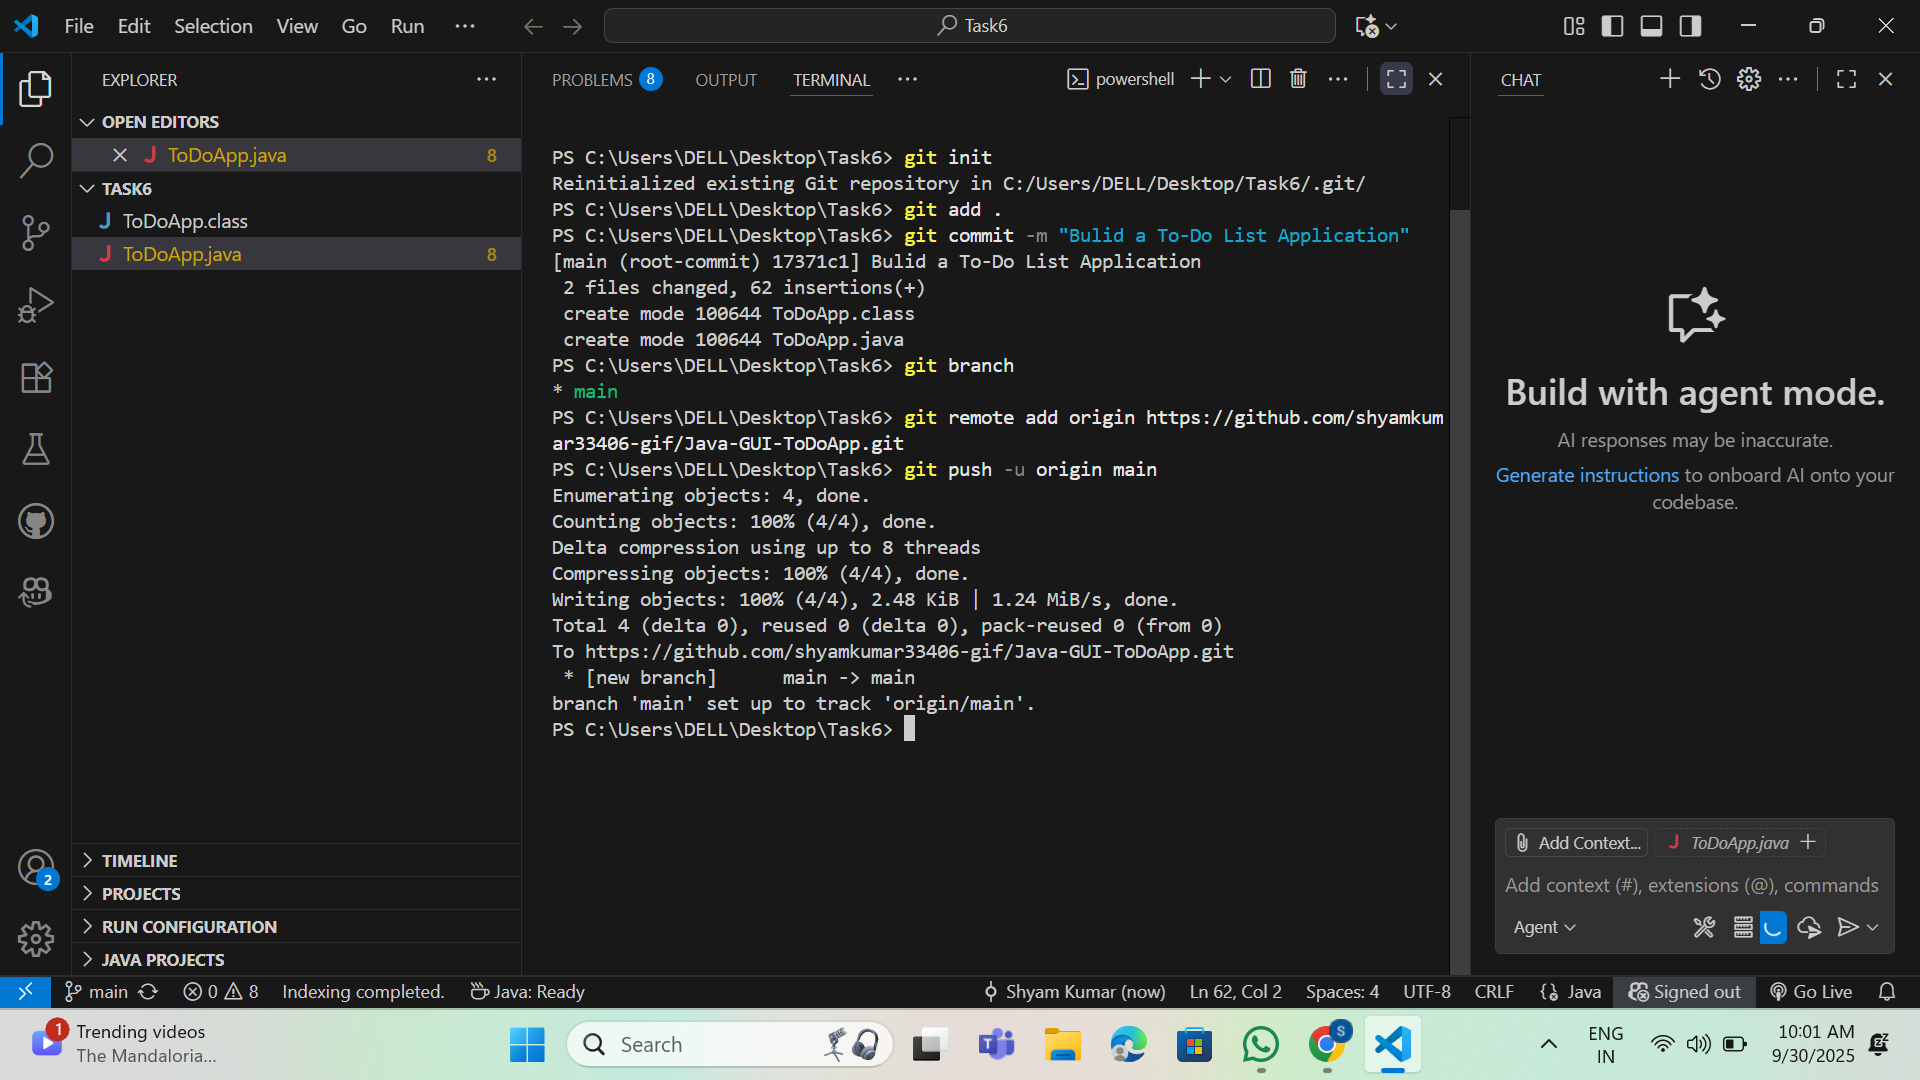 File Edit Selection View Go Run
Task6
EXPLORER
OPEN EDITORS
ToDoApp.java 8
TASK6
ToDoApp.class
ToDoApp.java 8
TIMELINE
PROJECTS
RUN CONFIGURATION
JAVA PROJECTS
2
PROBLEMS 8 OUTPUT TERMINAL
powershell
PS C:\Users\DELL\Desktop\Task6> git init
Reinitialized existing Git repository in C:/Users/DELL/Desktop/Task6/.git/
PS C:\Users\DELL\Desktop\Task6> git add .
PS C:\Users\DELL\Desktop\Task6> git commit -m "Bulid a To-Do List Application"
[main (root-commit) 17371c1] Bulid a To-Do List Application
2 files changed, 62 insertions(+)
create mode 100644 ToDoApp.class
create mode 100644 ToDoApp.java
PS C:\Users\DELL\Desktop\Task6> git branch
* main
PS C:\Users\DELL\Desktop\Task6> git remote add origin https://github.com/shyamkum
ar33406-gif/Java-GUI-ToDoApp.git
PS C:\Users\DELL\Desktop\Task6> git push -u origin main
Enumerating objects: 4, done.
Counting objects: 100% (4/4), done.
Delta compression using up to 8 threads
Compressing objects: 100% (4/4), done.
Writing objects: 100% (4/4), 2.48 KiB | 1.24 MiB/s, done.
Total 4 (delta 0), reused 0 (delta 0), pack-reused 0 (from 0)
To https://github.com/shyamkumar33406-gif/Java-GUI-ToDoApp.git
* [new branch]      main -> main
branch 'main' set up to track 'origin/main'.
PS C:\Users\DELL\Desktop\Task6>
CHAT
Build with agent mode.
AI responses may be inaccurate.
Generate instructions to onboard AI onto your
codebase.
Add Context... ToDoApp.java
Add context (#), extensions (@), commands
Agent
main 0 8 Indexing completed. Java: Ready
Shyam Kumar (now) Ln 62, Col 2 Spaces: 4 UTF-8 CRLF Java Signed out Go Live
1
Trending videos
The Mandaloria...
Search
S
ENG
IN
10:01 AM
9/30/2025